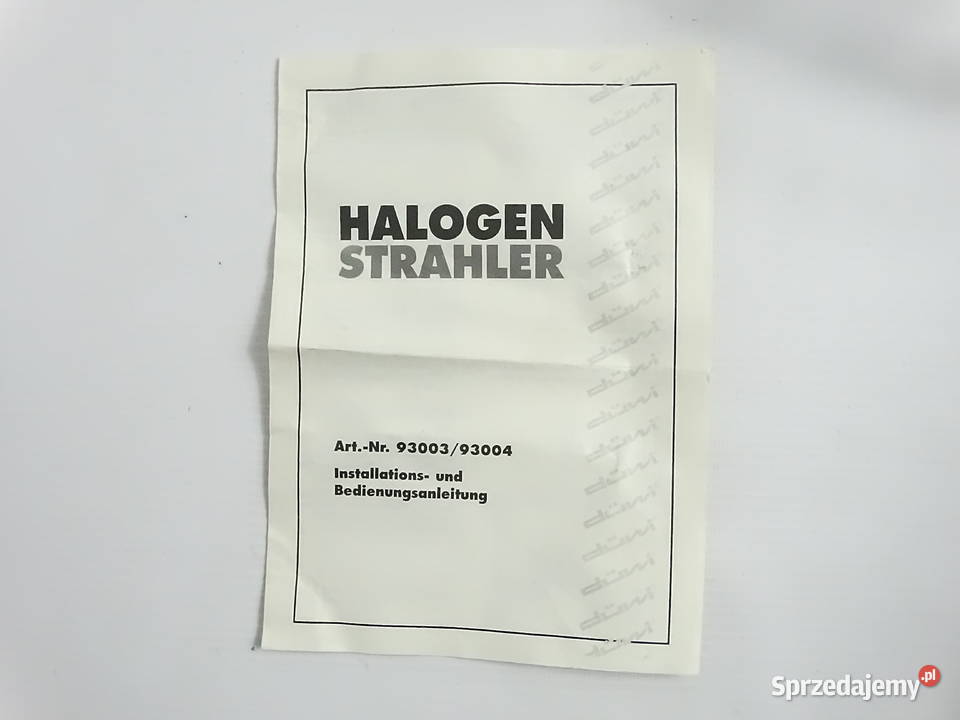 HALOGEN
STRAHLER
Art.-Nr. 93003/93004
Installations- und
Bedienungsanleitung
Sprzedajemy.pl